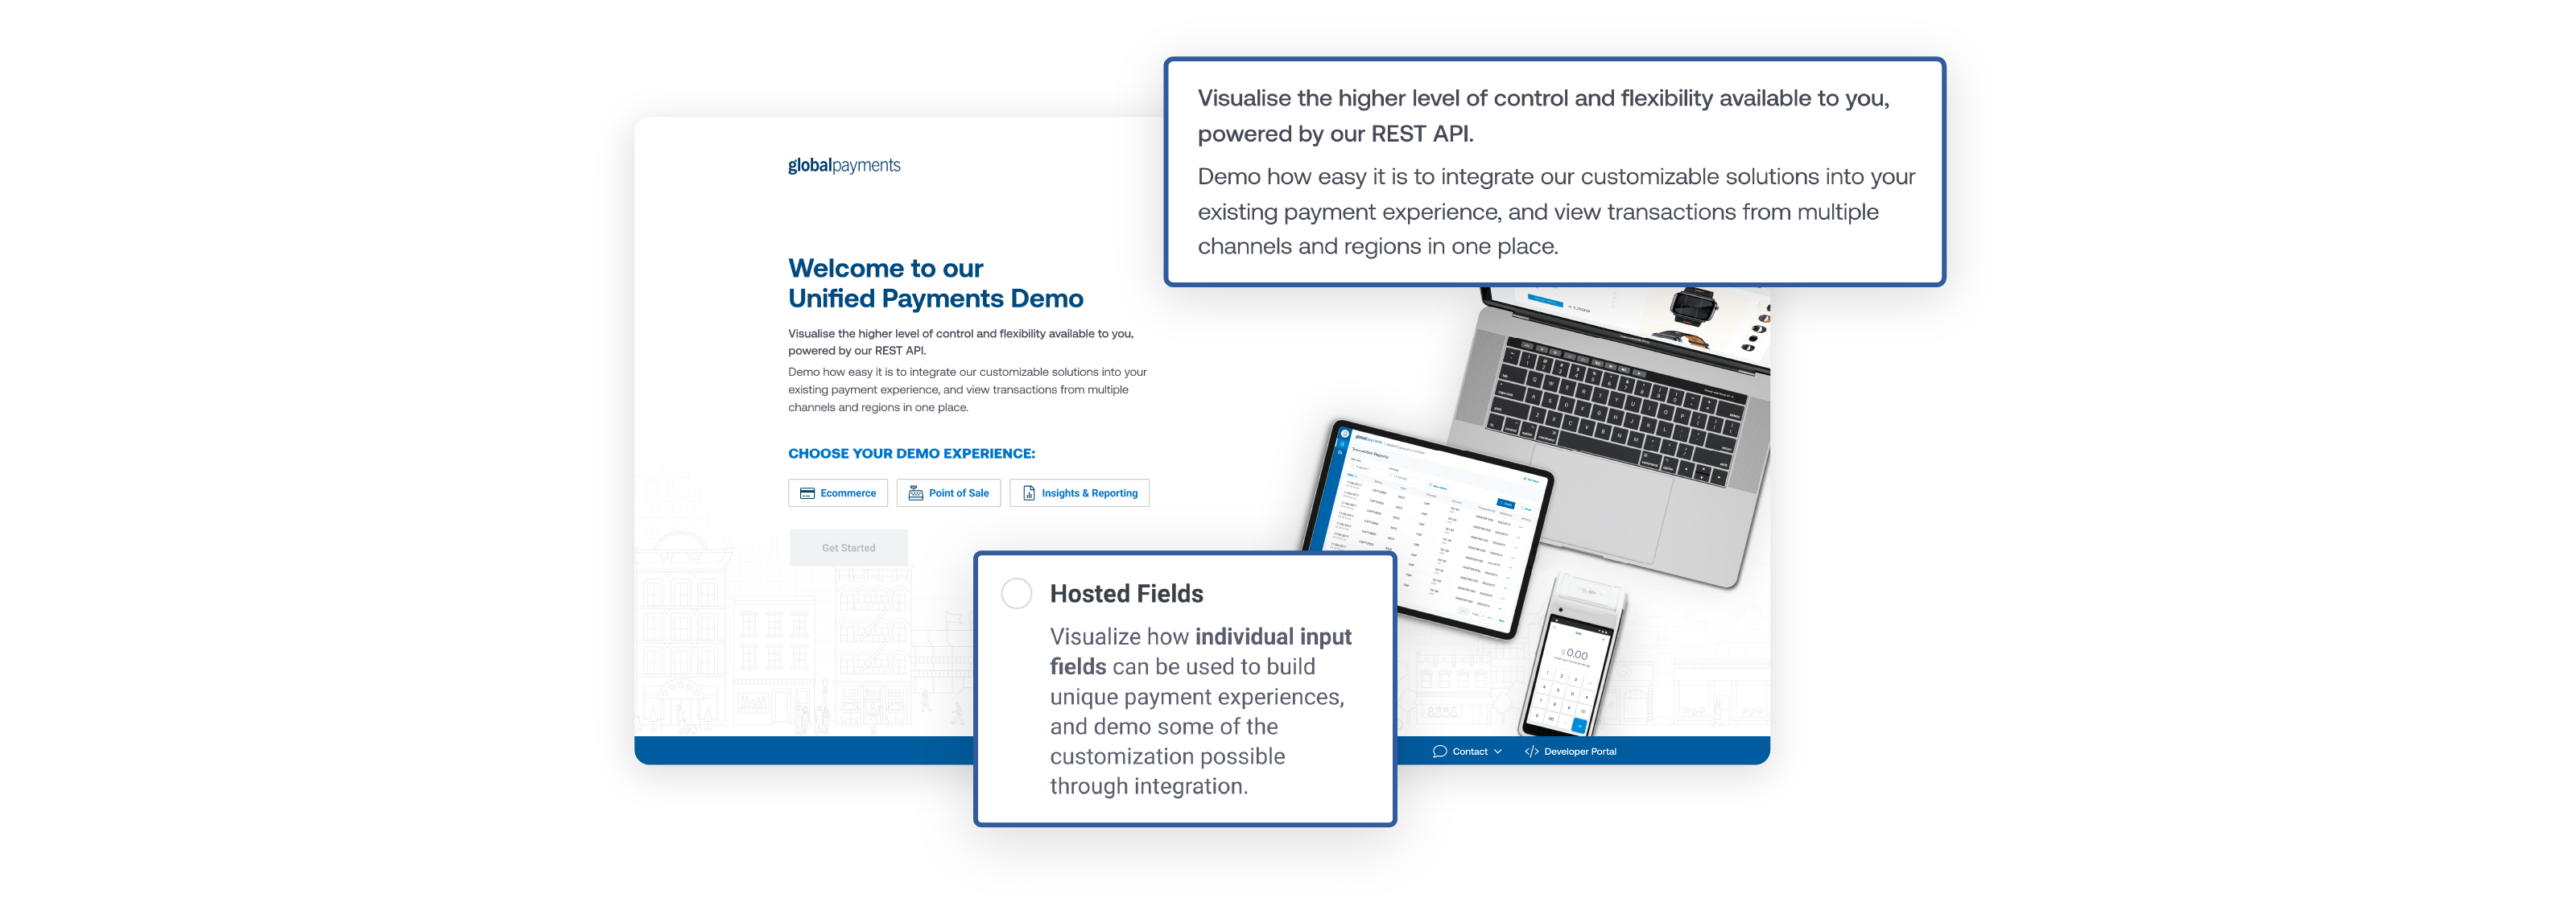 Visualise the higher level of control and flexibility available to you,
powered by our REST API.
Demo how easy it is to integrate our customizable solutions into your
existing payment experience, and view transactions from multiple
channels and regions in one place.
globalpayments
Welcome to our
Unified Payments Demo
Visualise the higher level of control and flexibility available to you,
powered by our REST API.
Demo how easy it is to integrate our customizable solutions into your
existing payment experience, and view transactions from multiple
channels and regions in one place.
CHOOSE YOUR DEMO EXPERIENCE:
Ecommerce
Point of Sale
Insights & Reporting
Get Started
Hosted Fields
Visualize how individual input
fields can be used to build
unique payment experiences,
and demo some of the
customization possible
through integration.
Transaction Reports
0.00
Contact
Developer Portal